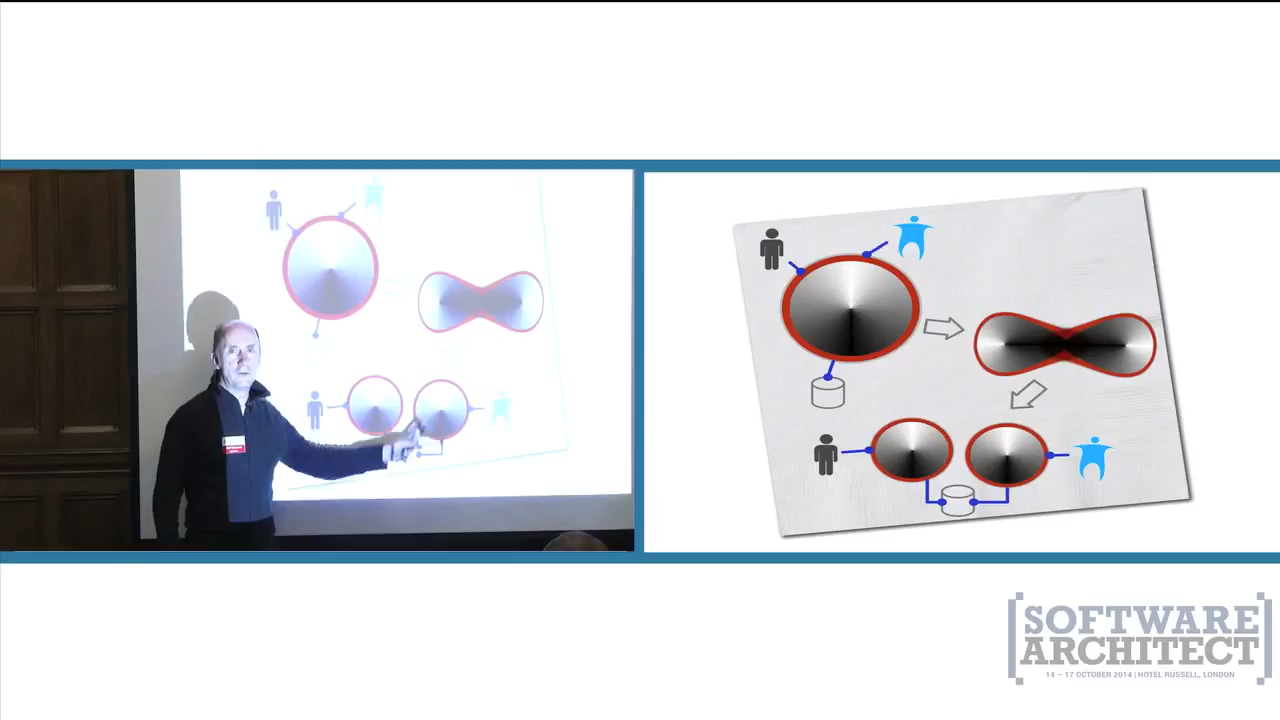 SOFTWARE
ARCHITECT
14 – 17 OCTOBER 2014 | HOTEL RUSSELL, LONDON